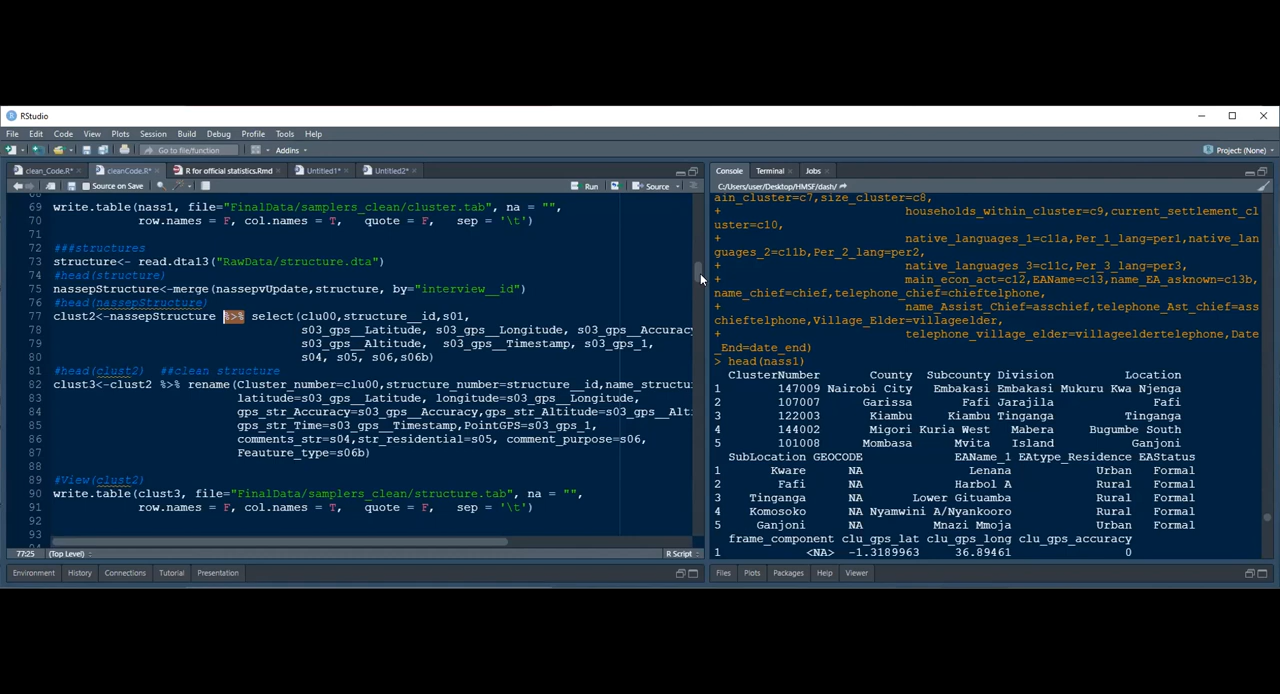 RStudio
File Edit Code View Plots Session Build Debug Profile Tools Help
Go to file/function Addins Project: (None)
clean_Code.R* cleanCode.R* R for official statistics.Rmd Untitled1* Untitled2*
Source on Save Run Source
69 write.table(nass1, file="FinalData/samplers_clean/cluster.tab", na = "",
70 row.names = F, col.names = T, quote = F, sep = '\t')
71
72 ###structures
73 structure<- read.dta13("RawData/structure.dta")
74 #head(structure)
75 nassepStructure<-merge(nassepvUpdate,structure, by="interview__id")
76 #head(nassepStructure)
77 clust2<-nassepStructure %>% select(clu00,structure__id,s01,
78 s03_gps__Latitude, s03_gps__Longitude, s03_gps__Accuracy
79 s03_gps__Altitude, s03_gps__Timestamp, s03_gps_1,
80 s04, s05, s06,s06b)
81 #head(clust2) ##clean structure
82 clust3<-clust2 %>% rename(Cluster_number=clu00,structure_number=structure__id,name_structu
83 latitude=s03_gps__Latitude, longitude=s03_gps__Longitude,
84 gps_str_Accuracy=s03_gps__Accuracy,gps_str_Altitude=s03_gps__Alti
85 gps_str_Time=s03_gps__Timestamp,PointGPS=s03_gps_1,
86 comments_str=s04,str_residential=s05, comment_purpose=s06,
87 Feauture_type=s06b)
88
89 #View(clust2)
90 write.table(clust3, file="FinalData/samplers_clean/structure.tab", na = "",
91 row.names = F, col.names = T, quote = F, sep = '\t')
92
93
77:25 (Top Level) R Script
Environment History Connections Tutorial Presentation
Console Terminal Jobs
C:/Users/user/Desktop/HMSF/dash/
ain_cluster=c7,size_cluster=c8,
+ households_within_cluster=c9,current_settlement_cl
uster=c10,
+ native_languages_1=c11a,Per_1_lang=per1,native_lan
guages_2=c11b,Per_2_lang=per2,
+ native_languages_3=c11c,Per_3_lang=per3,
+ main_econ_act=c12,EAName=c13,name_EA_asknown=c13b,
name_chief=chief,telephone_chief=chieftelphone,
+ name_Assist_Chief=asschief,telephone_Ast_chief=ass
chieftelphone,Village_Elder=villageelder,
+ telephone_village_elder=villageeldertelephone,Date
_End=date_end)
> head(nass1)
ClusterNumber County Subcounty Division Location
1 147009 Nairobi City Embakasi Embakasi Mukuru Kwa Njenga
2 107007 Garissa Fafi Jarajila Fafi
3 122003 Kiambu Kiambu Tinganga Tinganga
4 144002 Migori Kuria West Mabera Bugumbe South
5 101008 Mombasa Mvita Island Ganjoni
SubLocation GEOCODE EAName_1 EAtype_Residence EAStatus
1 Kware NA Lenana Urban Formal
2 Fafi NA Harbol A Rural Formal
3 Tinganga NA Lower Gituamba Rural Formal
4 Komosoko NA Nyamwini A/Nyankooro Rural Formal
5 Ganjoni NA Mnazi Mmoja Urban Formal
frame_component clu_gps_lat clu_gps_long clu_gps_accuracy
1 <NA> -1.3189963 36.89461 0
Files Plots Packages Help Viewer